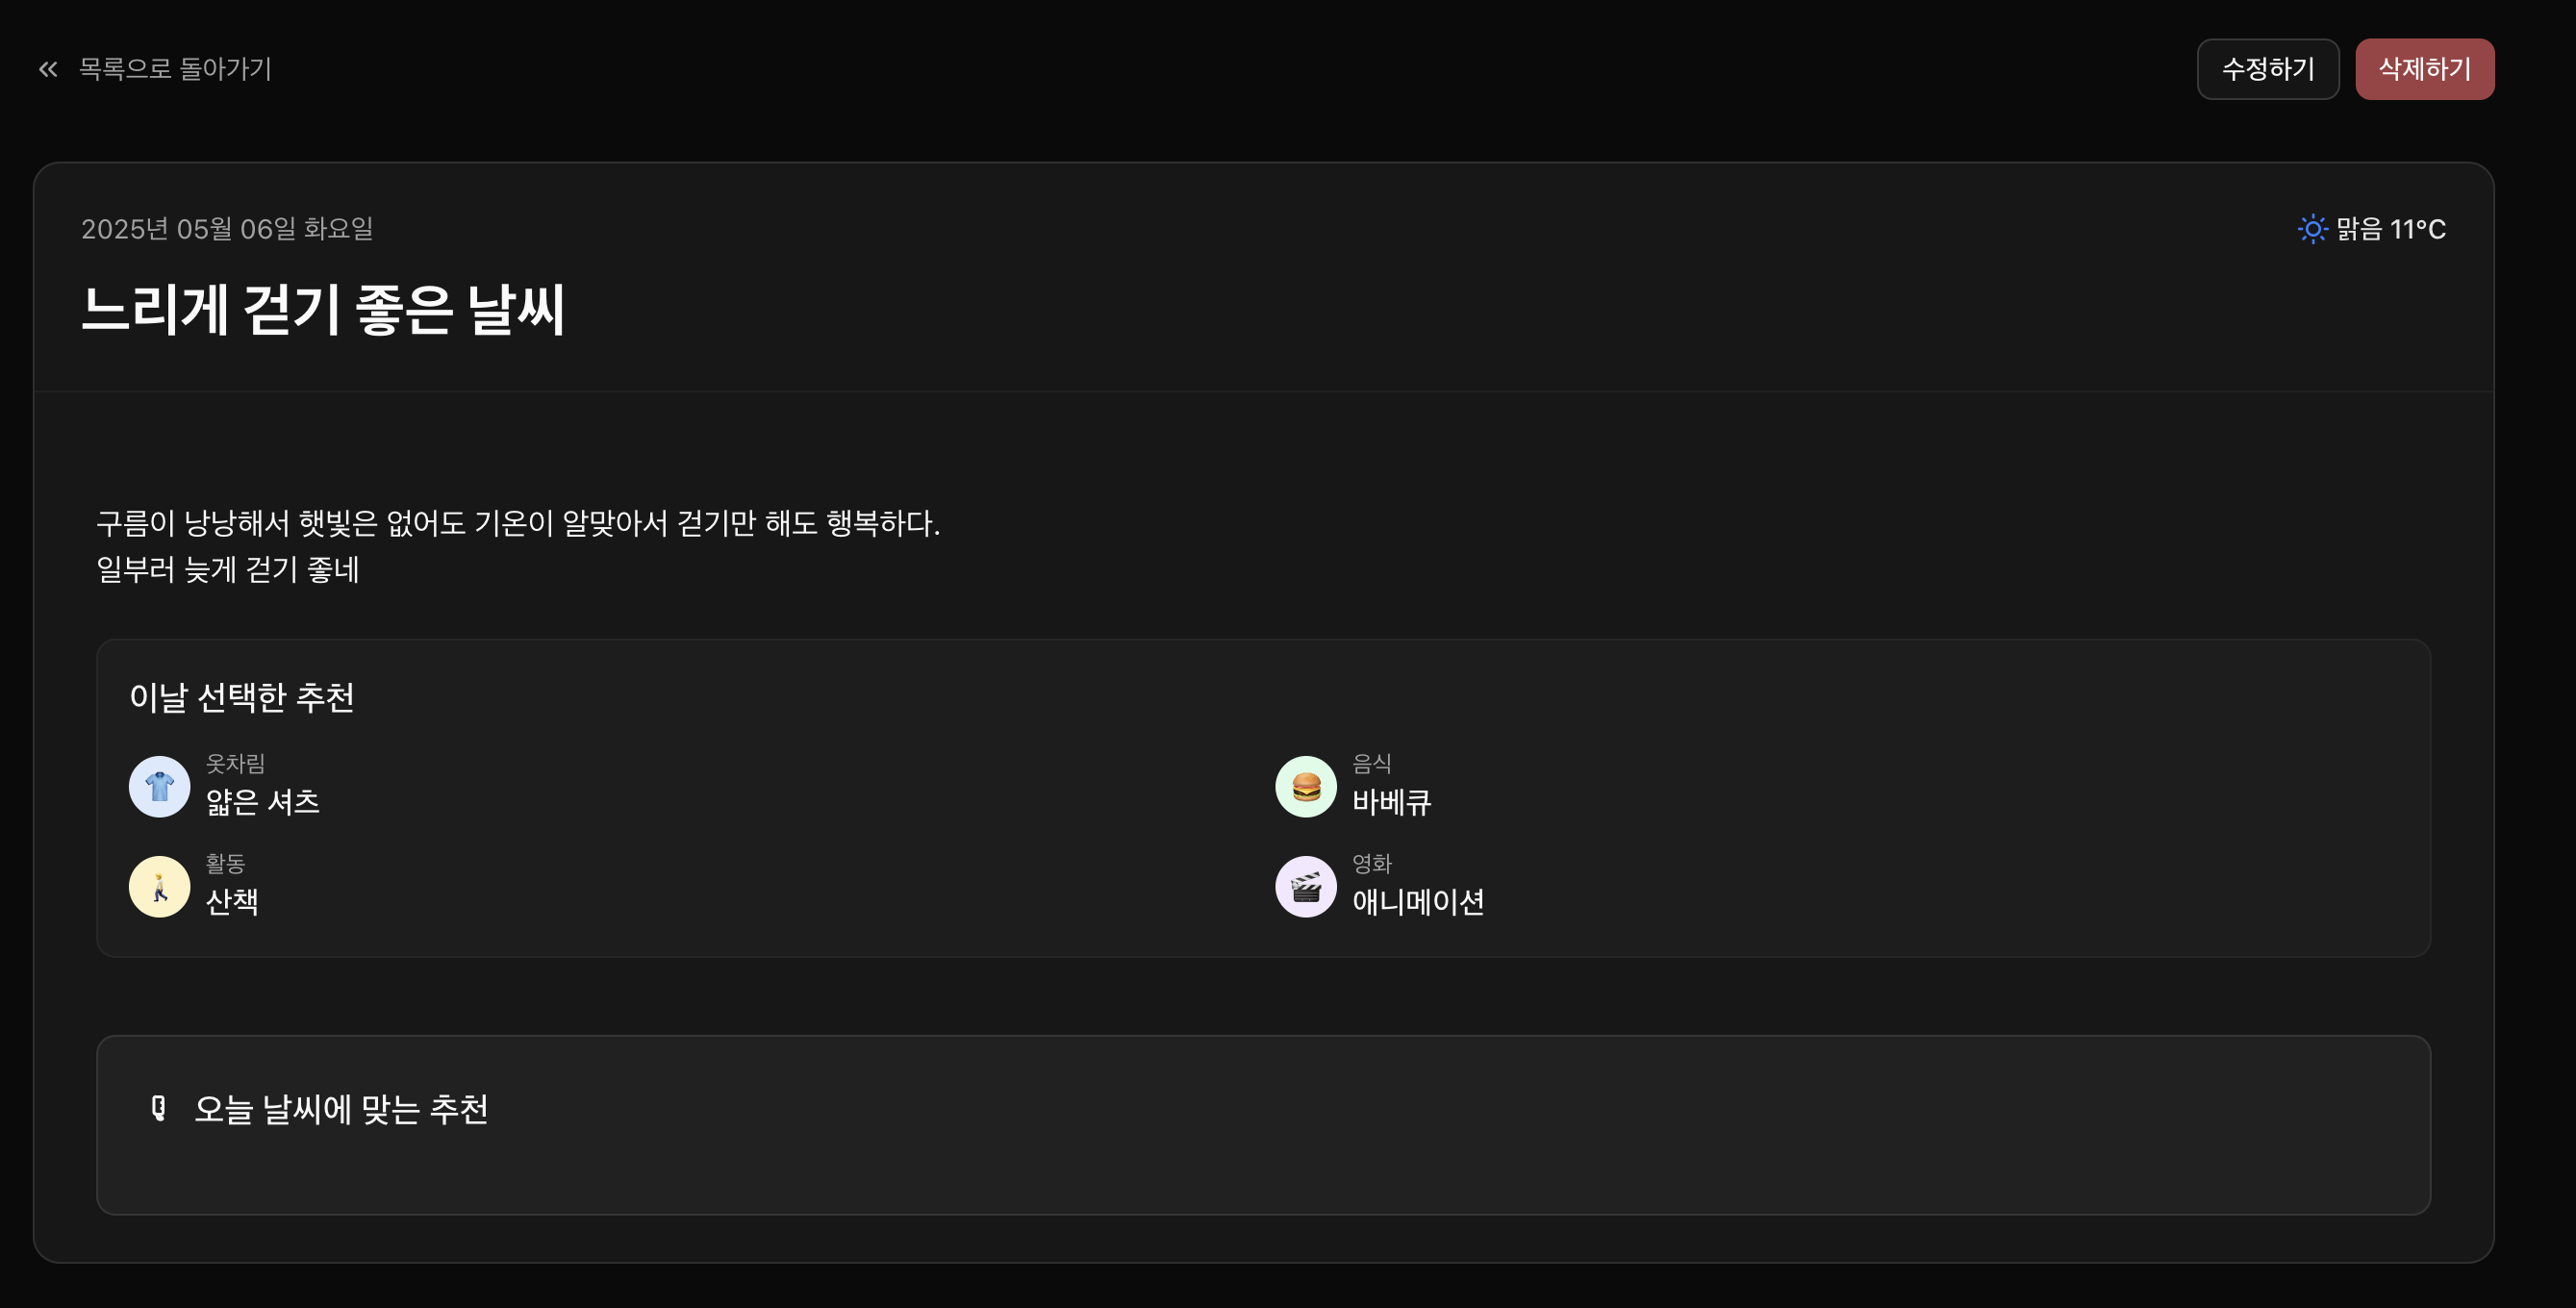 목록으로 돌아가기
수정하기
삭제하기
2025년 05월 06일 화요일
맑음 11°C
느리게 걷기 좋은 날씨
구름이 낭낭해서 햇빛은 없어도 기온이 알맞아서 걷기만 해도 행복하다.
일부러 늦게 걷기 좋네
이날 선택한 추천
옷차림
얇은 셔츠
음식
바베큐
활동
산책
영화
애니메이션
오늘 날씨에 맞는 추천